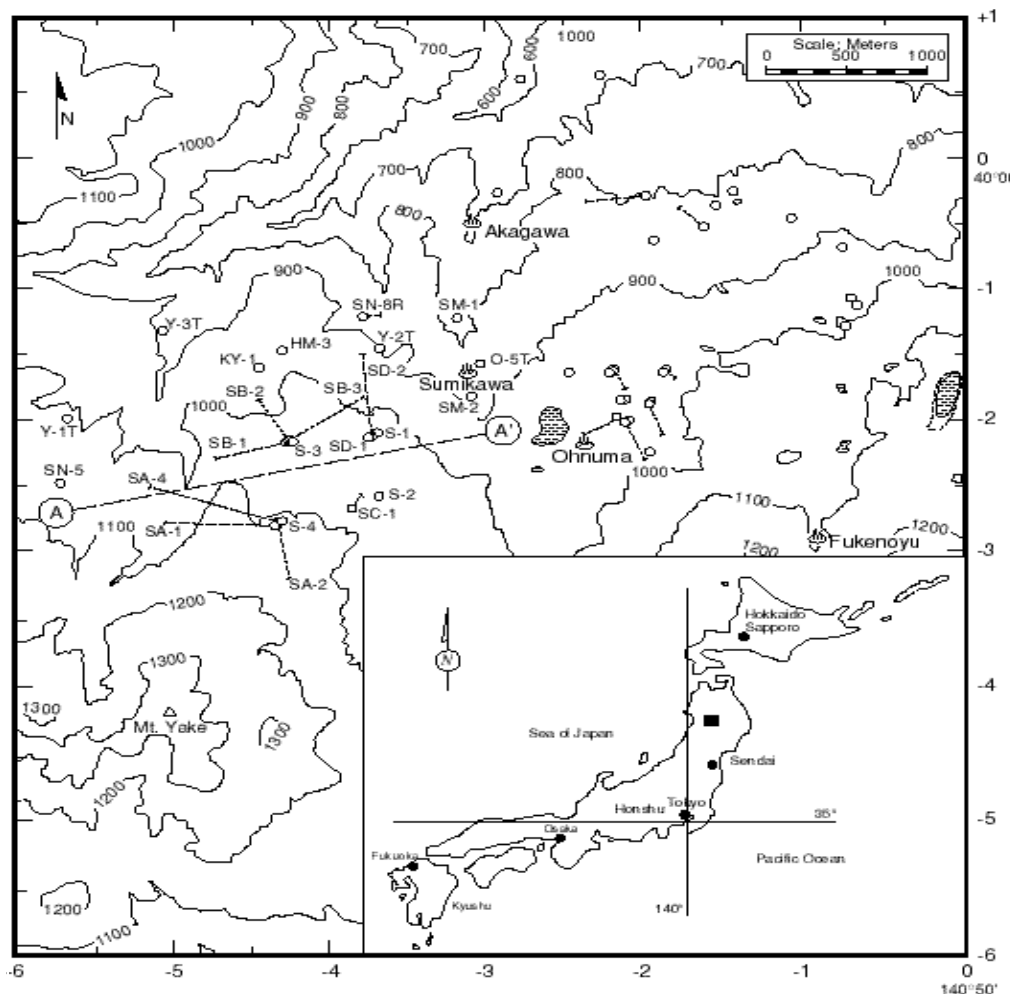 +1
Scale: Meters
0 500 1000
1000
700
600
700
800
900
600
N
1000
800
0
40°00
1100
700
800
800
Akagawa
900
900
1000
-1
SN-8R
SM-1
Y-3T
HM-3
Y-2T
KY-1
O-5T
SD-2
Sumikawa
SB-2
SB-3
1000
SM-2
-2
Y-1T
A'
SB-1
S-3
SD-1
S-1
Ohnuma
SN-5
SA-4
1000
S-2
1100
A
SC-1
1100
SA-1
S-4
1200
Fukenoyu
1200
-3
SA-2
1200
Hokkaido
Sapporo
N
1300
-4
1300
Mt. Yake
1300
Sea of Japan
Sendai
1200
Honshu
Tokyo
35°
-5
Osaka
Fukuoka
Pacific Ocean
1200
Kyushu
140°
1100
-6
-6 -5 -4 -3 -2 -1 0
140°50'